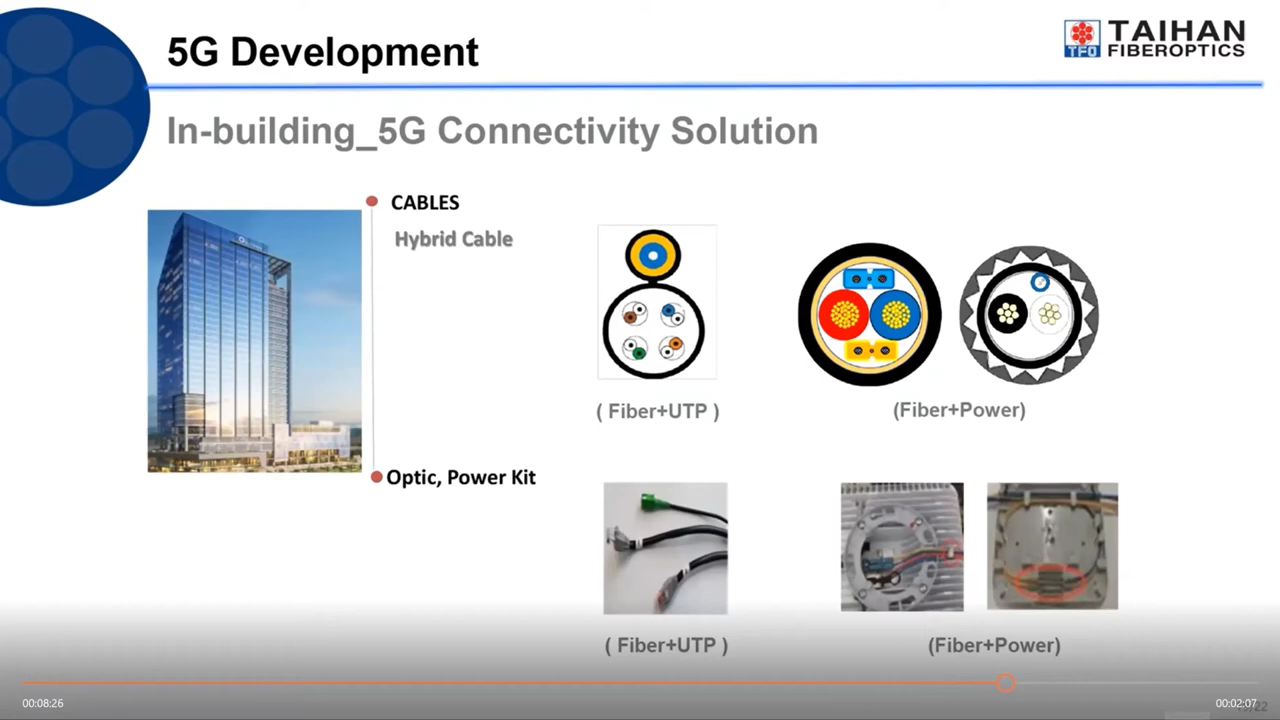 5G Development
TAIHAN
FIBEROPTICS
TFO
In-building_5G Connectivity Solution
CABLES
Hybrid Cable
( Fiber+UTP )
(Fiber+Power)
Optic, Power Kit
( Fiber+UTP )
(Fiber+Power)
00:08:26
00:02:07